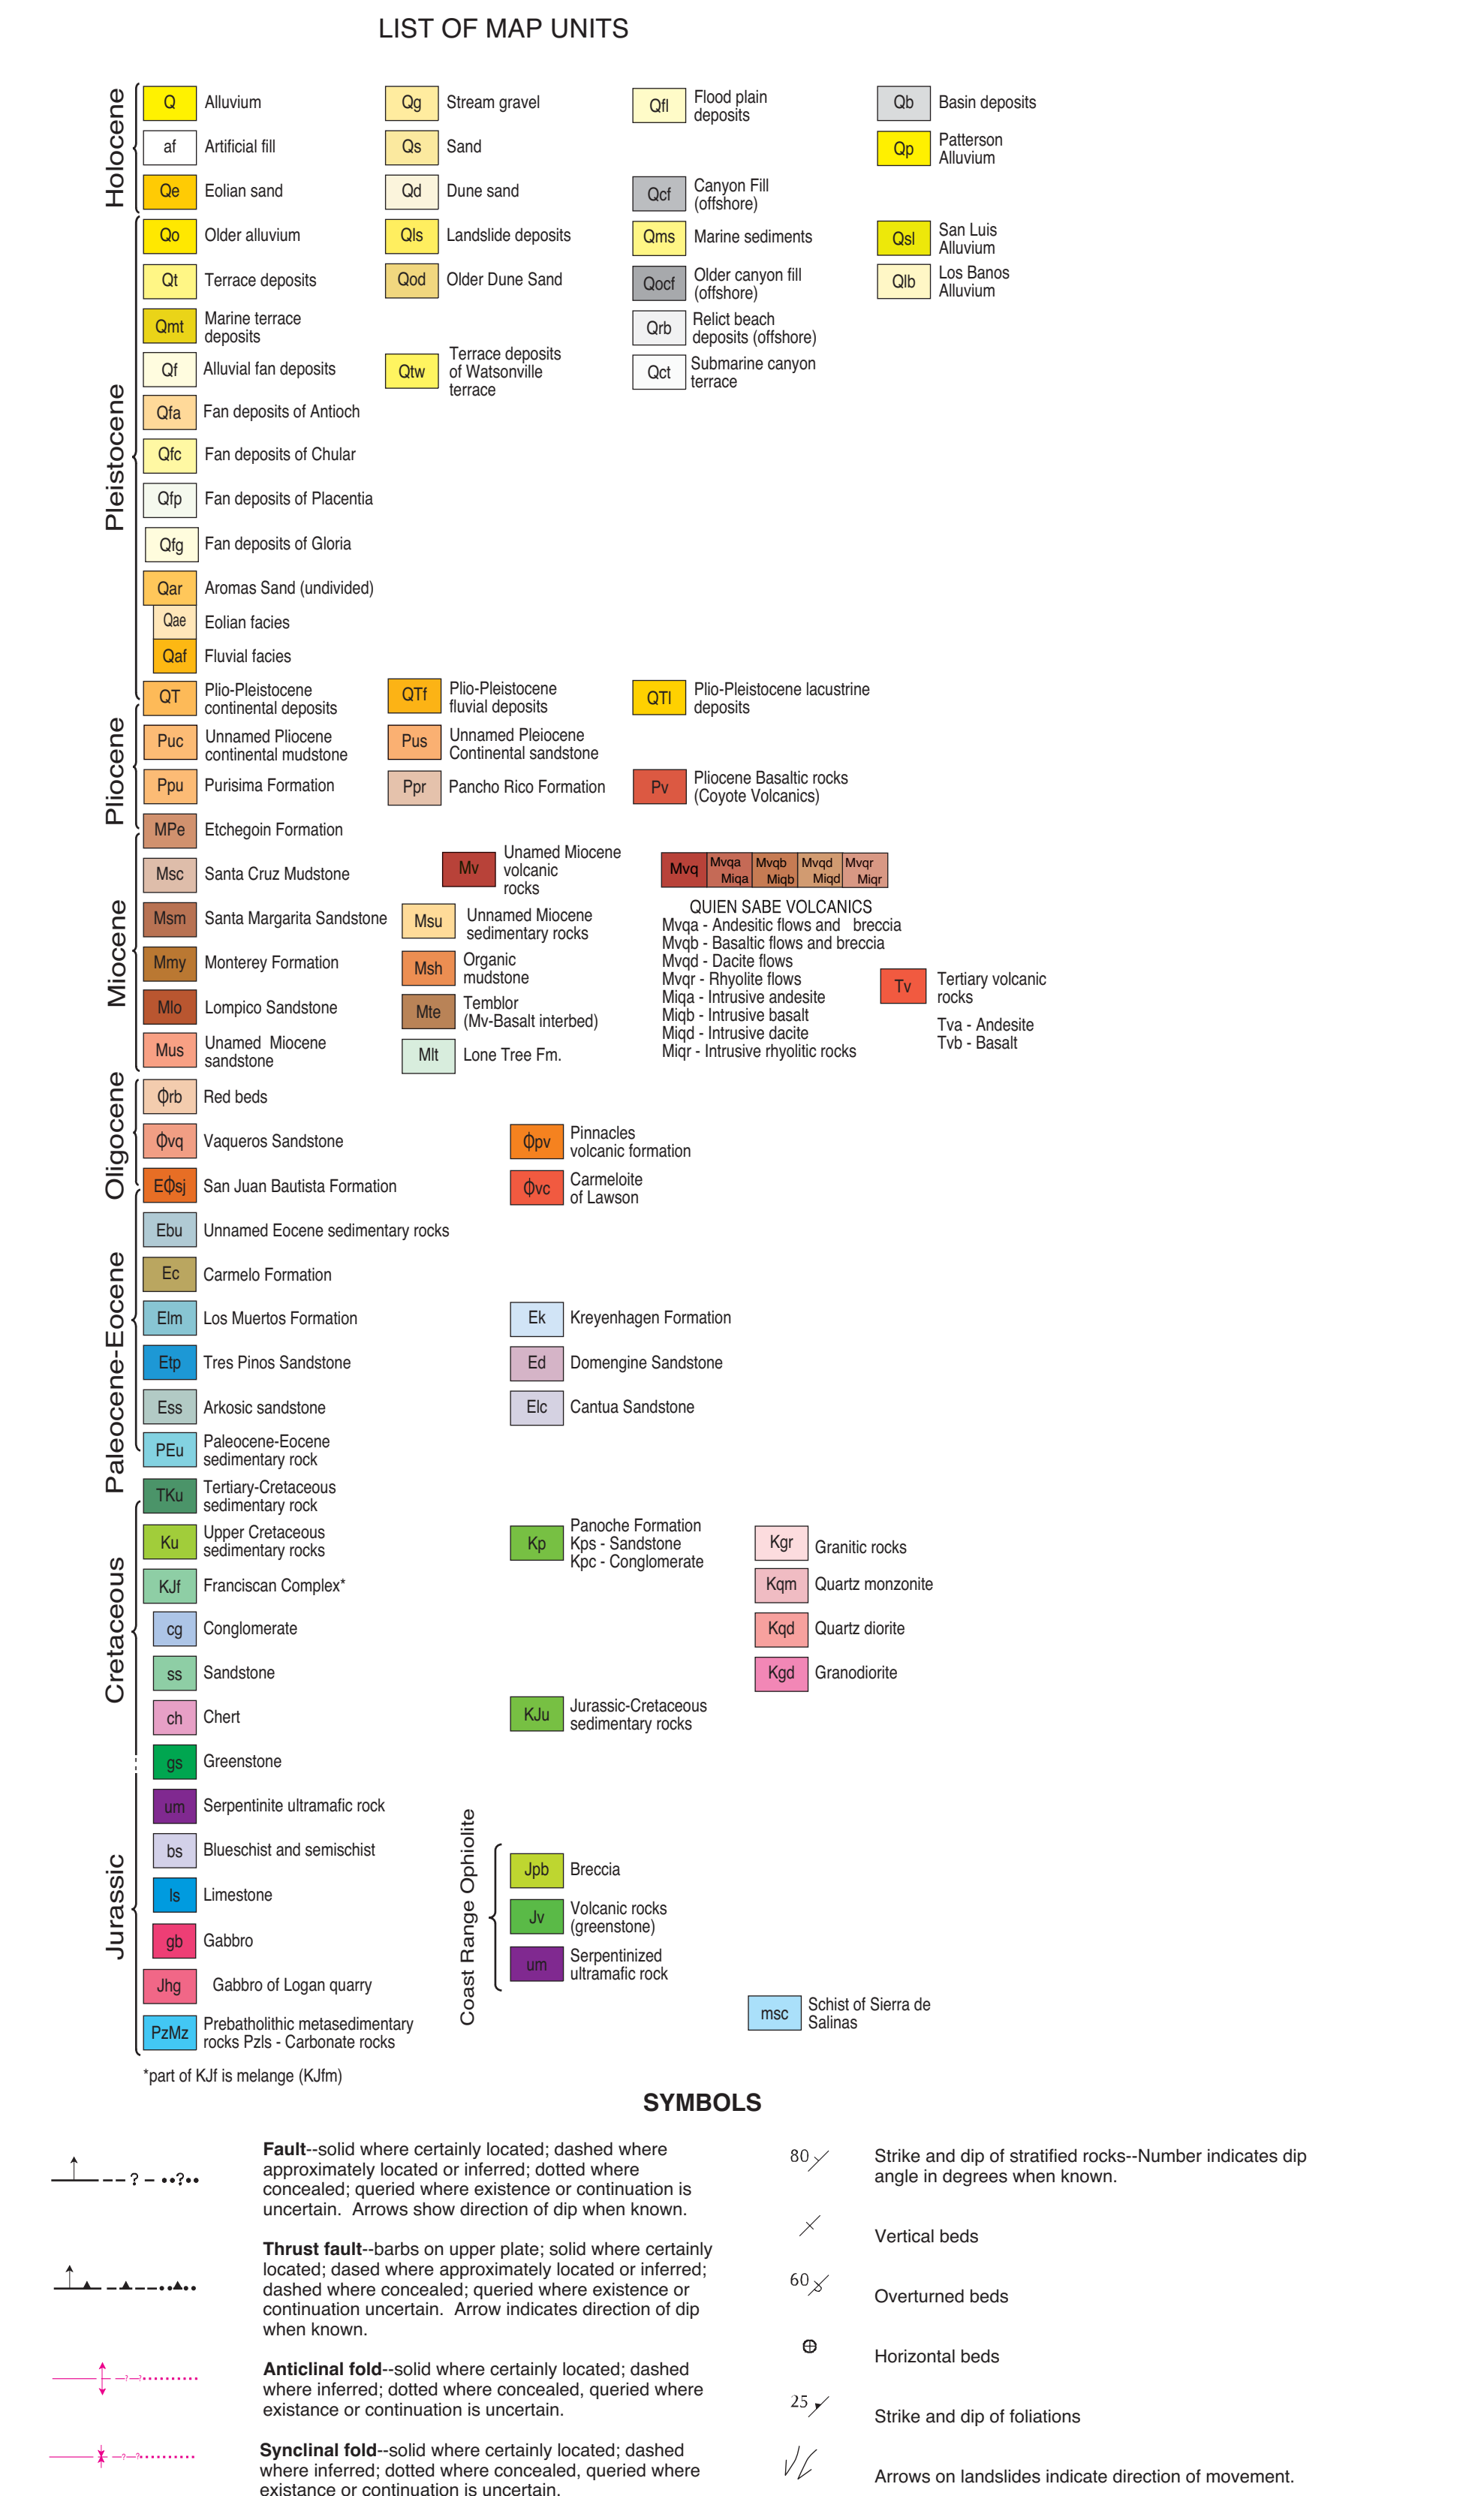 LIST OF MAP UNITS
Holocene
Q Alluvium
Qg Stream gravel
Qfl Flood plain
deposits
Qb Basin deposits
af Artificial fill
Qs Sand
Qp Patterson
Alluvium
Qe Eolian sand
Qd Dune sand
Qcf Canyon Fill
(offshore)
Pleistocene
Qo Older alluvium
Qls Landslide deposits
Qms Marine sediments
Qsl San Luis
Alluvium
Qt Terrace deposits
Qod Older Dune Sand
Qocf Older canyon fill
(offshore)
Qlb Los Banos
Alluvium
Qmt Marine terrace
deposits
Qrb Relict beach
deposits (offshore)
Qf Alluvial fan deposits
Qtw Terrace deposits
of Watsonville
terrace
Qct Submarine canyon
terrace
Qfa Fan deposits of Antioch
Qfc Fan deposits of Chular
Qfp Fan deposits of Placentia
Qfg Fan deposits of Gloria
Qar Aromas Sand (undivided)
Qae Eolian facies
Qaf Fluvial facies
QT Plio-Pleistocene
continental deposits
QTf Plio-Pleistocene
fluvial deposits
QTl Plio-Pleistocene lacustrine
deposits
Pliocene
Puc Unnamed Pliocene
continental mudstone
Pus Unnamed Pleiocene
Continental sandstone
Ppu Purisima Formation
Ppr Pancho Rico Formation
Pv Pliocene Basaltic rocks
(Coyote Volcanics)
MPe Etchegoin Formation
Miocene
Msc Santa Cruz Mudstone
Mv Unamed Miocene
volcanic
rocks
Mvq Mvqa Miqa Mvqb Miqb Mvqd Miqd Mvqr Miqr
QUIEN SABE VOLCANICS
Mvqa - Andesitic flows and breccia
Mvqb - Basaltic flows and breccia
Mvqd - Dacite flows
Mvqr - Rhyolite flows
Miqa - Intrusive andesite
Miqb - Intrusive basalt
Miqd - Intrusive dacite
Miqr - Intrusive rhyolitic rocks
Tv Tertiary volcanic
rocks
Tva - Andesite
Tvb - Basalt
Msm Santa Margarita Sandstone
Msu Unnamed Miocene
sedimentary rocks
Mmy Monterey Formation
Msh Organic
mudstone
Mlo Lompico Sandstone
Mte Temblor
(Mv-Basalt interbed)
Mus Unamed Miocene
sandstone
Mlt Lone Tree Fm.
Oligocene
Φrb Red beds
Φvq Vaqueros Sandstone
Φpv Pinnacles
volcanic formation
EΦsj San Juan Bautista Formation
Φvc Carmeloite
of Lawson
Paleocene-Eocene
Ebu Unnamed Eocene sedimentary rocks
Ec Carmelo Formation
Elm Los Muertos Formation
Ek Kreyenhagen Formation
Etp Tres Pinos Sandstone
Ed Domengine Sandstone
Ess Arkosic sandstone
Elc Cantua Sandstone
PEu Paleocene-Eocene
sedimentary rock
TKu Tertiary-Cretaceous
sedimentary rock
Cretaceous
Ku Upper Cretaceous
sedimentary rocks
Kp Panoche Formation
Kps - Sandstone
Kpc - Conglomerate
Kgr Granitic rocks
KJf Franciscan Complex*
Kqm Quartz monzonite
cg Conglomerate
Kqd Quartz diorite
ss Sandstone
Kgd Granodiorite
ch Chert
KJu Jurassic-Cretaceous
sedimentary rocks
gs Greenstone
Jurassic
um Serpentinite ultramafic rock
bs Blueschist and semischist
Coast Range Ophiolite
Jpb Breccia
ls Limestone
Jv Volcanic rocks
(greenstone)
gb Gabbro
um Serpentinized
ultramafic rock
Jhg Gabbro of Logan quarry
msc Schist of Sierra de
Salinas
PzMz Prebatholithic metasedimentary
rocks Pzls - Carbonate rocks
*part of KJf is melange (KJfm)
SYMBOLS
? ?
Fault--solid where certainly located; dashed where
approximately located or inferred; dotted where
concealed; queried where existence or continuation is
uncertain. Arrows show direction of dip when known.
Thrust fault--barbs on upper plate; solid where certainly
located; dased where approximately located or inferred;
dashed where concealed; queried where existence or
continuation uncertain. Arrow indicates direction of dip
when known.
? ?
Anticlinal fold--solid where certainly located; dashed
where inferred; dotted where concealed, queried where
existance or continuation is uncertain.
? ?
Synclinal fold--solid where certainly located; dashed
where inferred; dotted where concealed, queried where
existance or continuation is uncertain.
80 Strike and dip of stratified rocks--Number indicates dip
angle in degrees when known.
Vertical beds
60 Overturned beds
Horizontal beds
25 Strike and dip of foliations
Arrows on landslides indicate direction of movement.